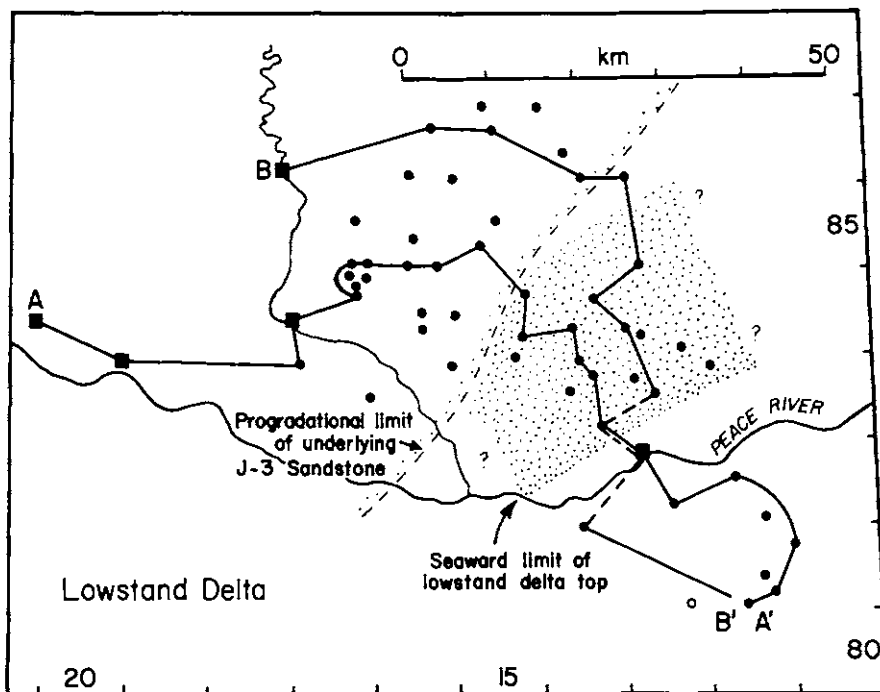 0 km 50
B
85
A
?
?
PEACE RIVER
Progradational limit
of underlying
J-3 Sandstone
?
Seaward limit of
lowstand delta top
Lowstand Delta
B' A'
80
20 15